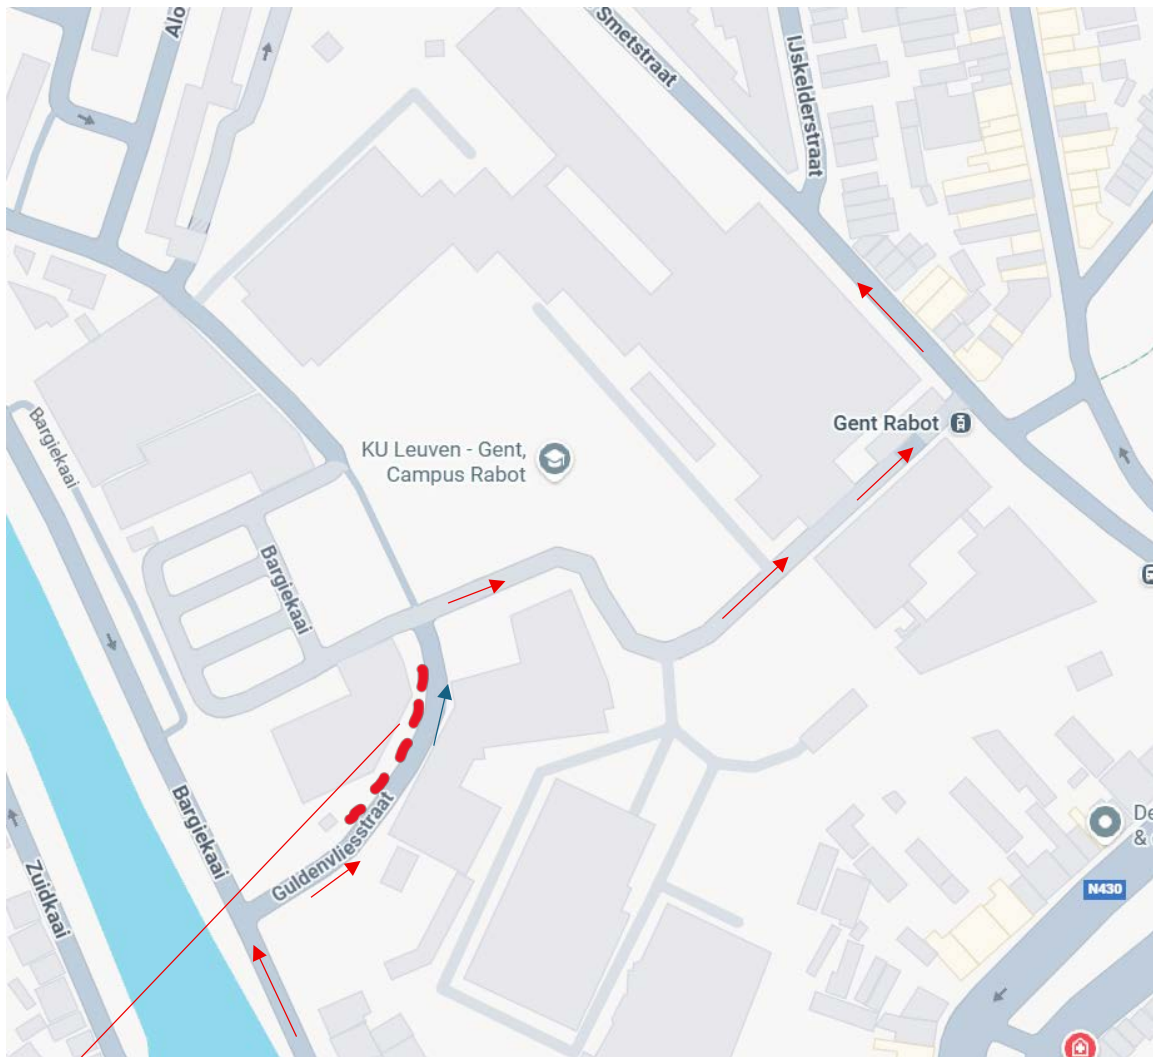 Alo
Smetstraat
IJskelderstraat
Gent Rabot
Bargiekaai
KU Leuven - Gent,
Campus Rabot
Bargiekaai
Bargiekaai
Guldenvliesstraat
Zuidkaai
De
&
N430